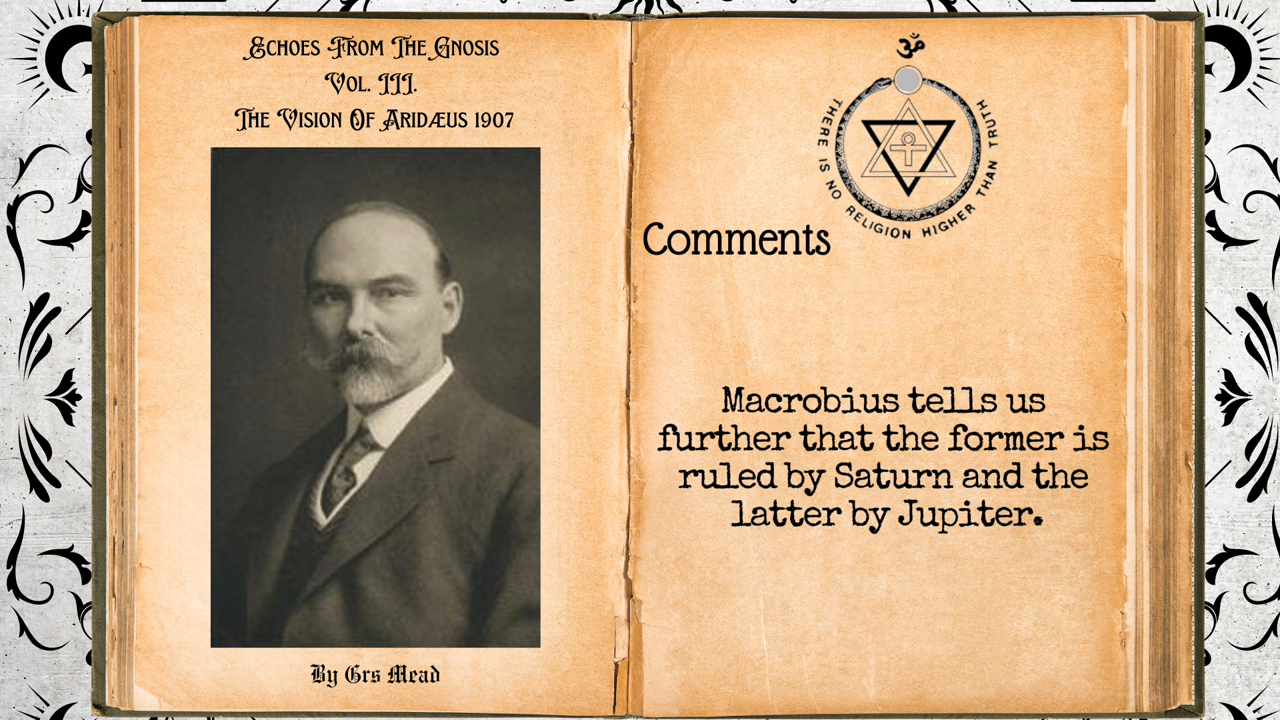 Echoes From The Gnosis
Vol. III.
The Vision Of Aridæus 1907
By Grs Mead
ॐ
THERE IS NO RELIGION HIGHER THAN TRUTH
Comments
Macrobius tells us
further that the former is
ruled by Saturn and the
latter by Jupiter.